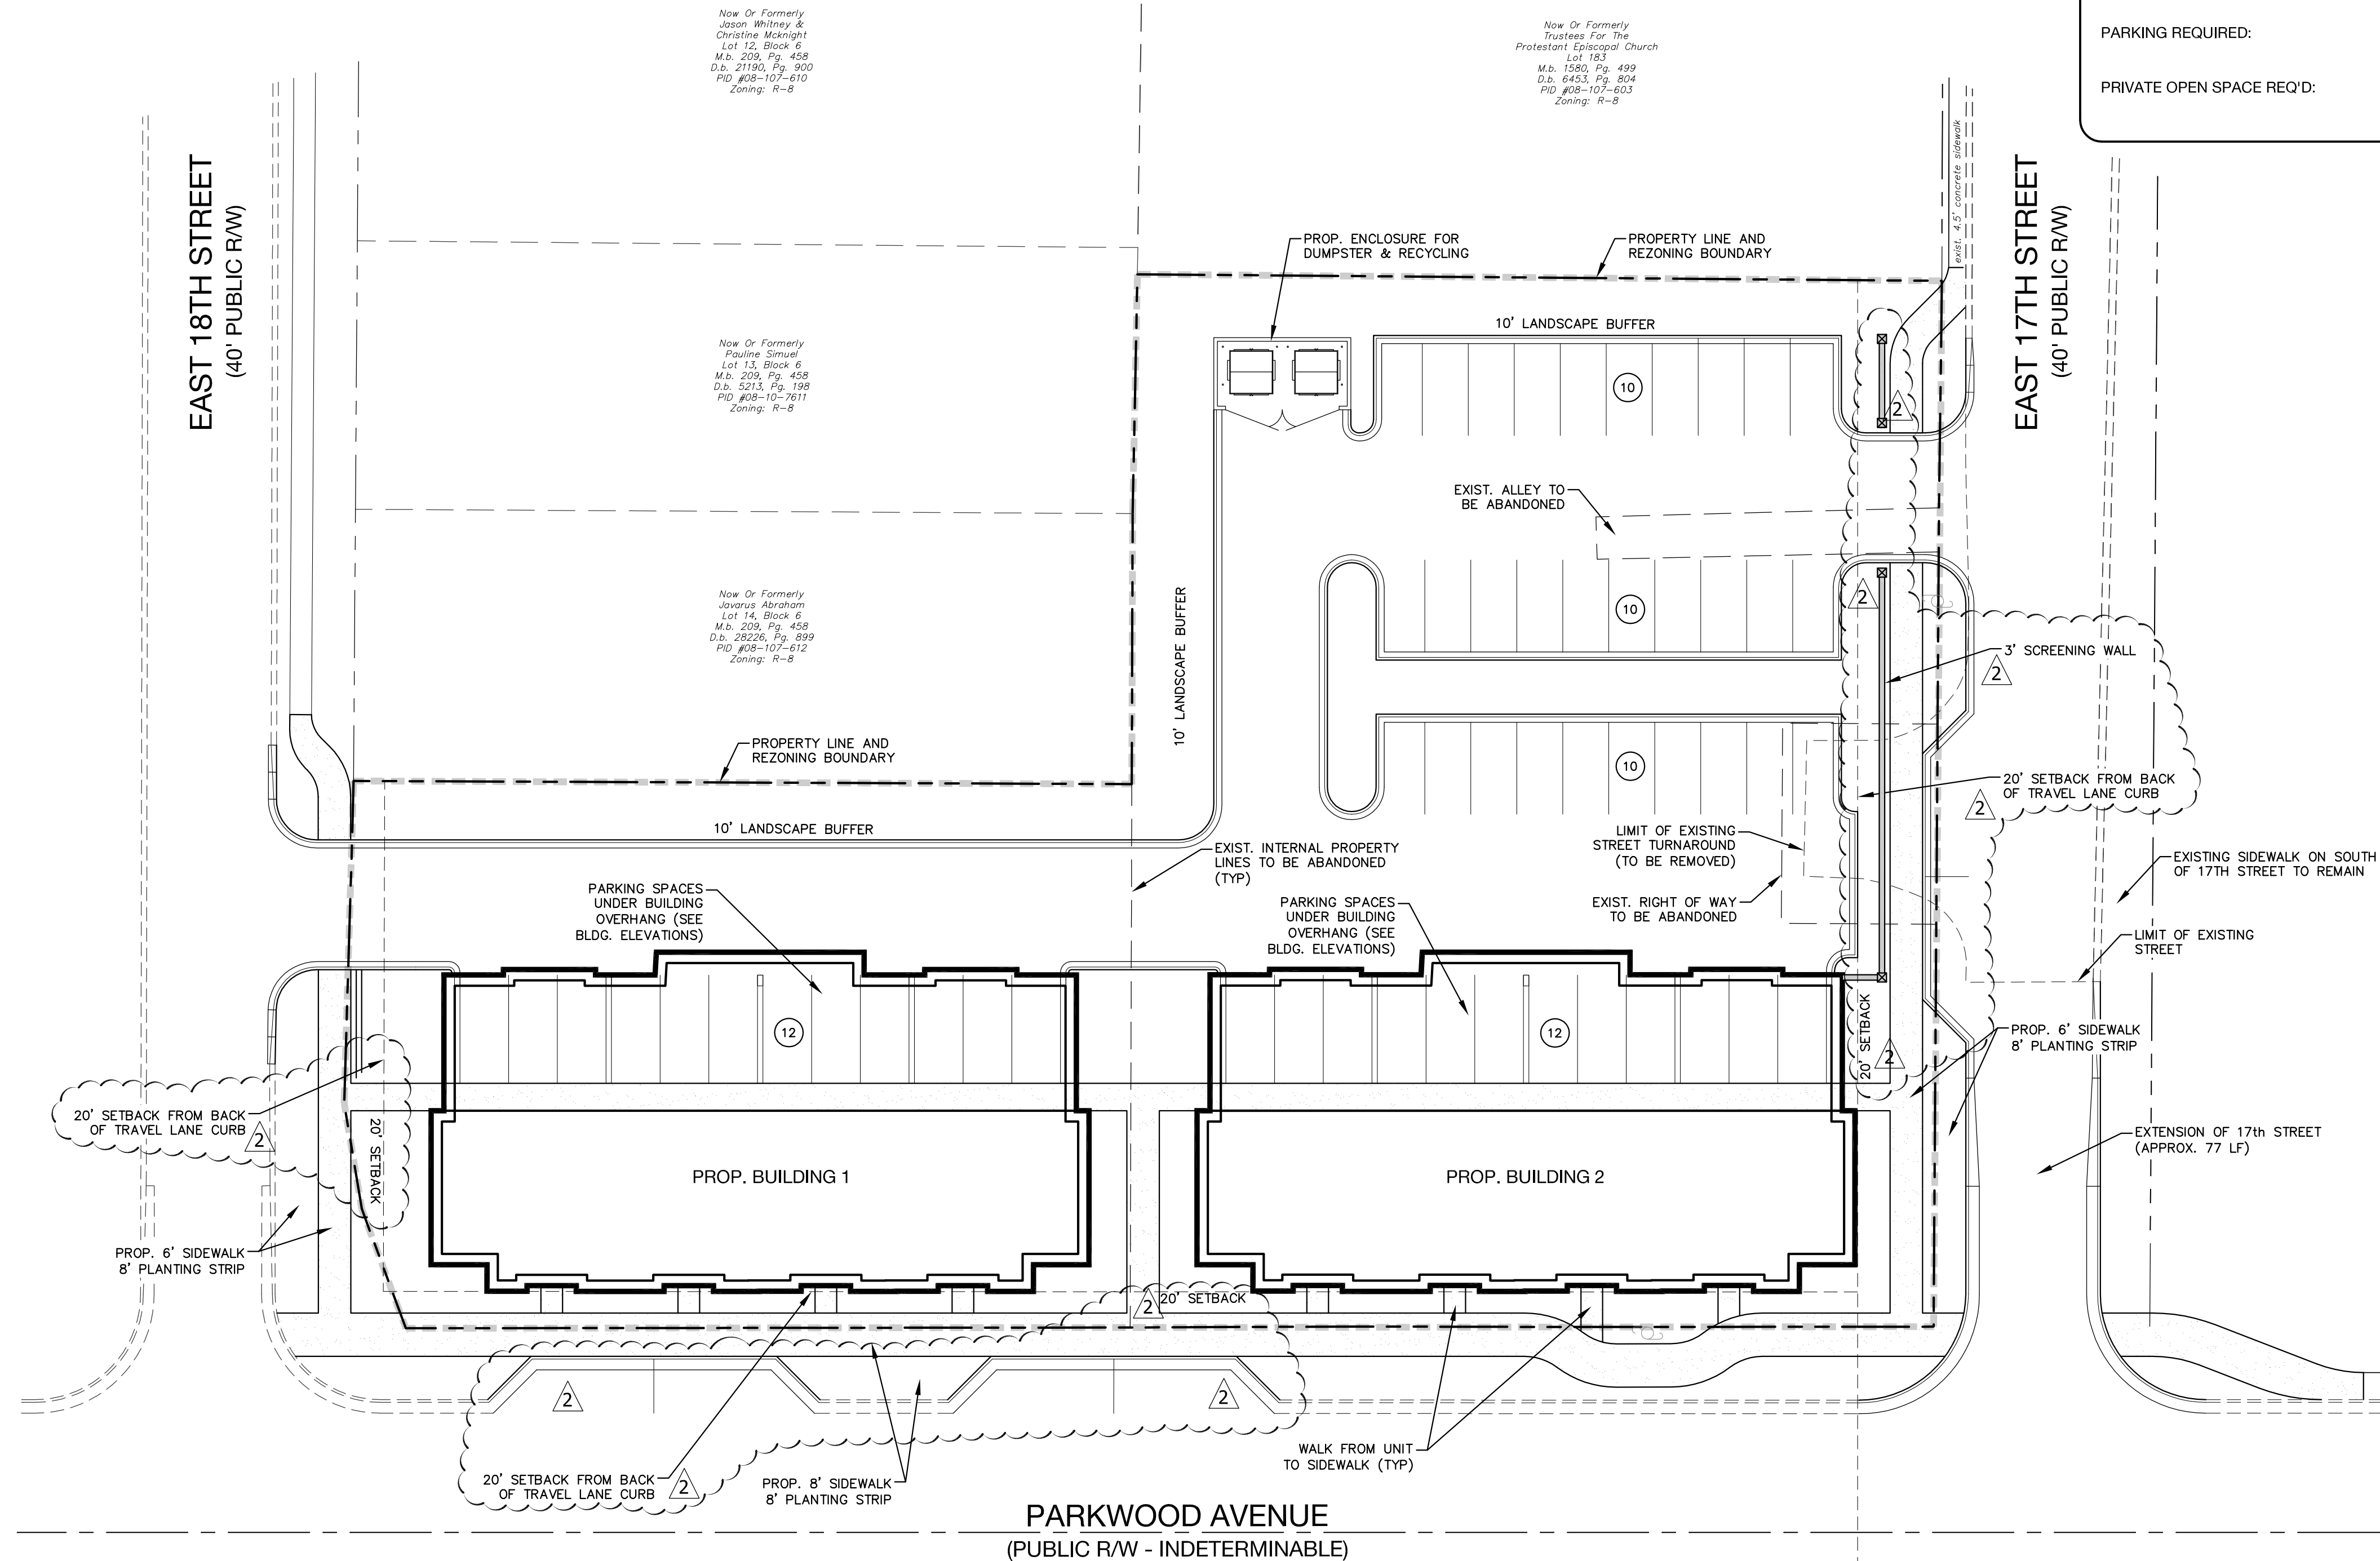 Now Or Formerly
Jason Whitney &
Christine Mcknight
Lot 12, Block 6
M.b. 209, Pg. 458
D.b. 21190, Pg. 900
PID #08-107-610
Zoning: R-8
Now Or Formerly
Trustees For The
Protestant Episcopal Church
Lot 183
M.b. 1580, Pg. 499
D.b. 6453, Pg. 804
PID #08-107-603
Zoning: R-8
PARKING REQUIRED:
PRIVATE OPEN SPACE REQ'D:
EAST 18TH STREET
(40' PUBLIC R/W)
exist. 4.5' concrete sidewalk
EAST 17TH STREET
(40' PUBLIC R/W)
PROP. ENCLOSURE FOR
DUMPSTER & RECYCLING
PROPERTY LINE AND
REZONING BOUNDARY
10' LANDSCAPE BUFFER
Now Or Formerly
Pauline Simuel
Lot 13, Block 6
M.b. 209, Pg. 458
D.b. 5213, Pg. 198
PID #08-10-7611
Zoning: R-8
10
2
EXIST. ALLEY TO
BE ABANDONED
Now Or Formerly
Javarus Abraham
Lot 14, Block 6
M.b. 209, Pg. 458
D.b. 28226, Pg. 899
PID #08-107-612
Zoning: R-8
10' LANDSCAPE BUFFER
10
2
3' SCREENING WALL
2
PROPERTY LINE AND
REZONING BOUNDARY
10
20' SETBACK FROM BACK
OF TRAVEL LANE CURB
2
10' LANDSCAPE BUFFER
EXIST. INTERNAL PROPERTY
LINES TO BE ABANDONED
(TYP)
LIMIT OF EXISTING
STREET TURNAROUND
(TO BE REMOVED)
EXIST. RIGHT OF WAY
TO BE ABANDONED
EXISTING SIDEWALK ON SOUTH
OF 17TH STREET TO REMAIN
PARKING SPACES
UNDER BUILDING
OVERHANG (SEE
BLDG. ELEVATIONS)
PARKING SPACES
UNDER BUILDING
OVERHANG (SEE
BLDG. ELEVATIONS)
LIMIT OF EXISTING
STREET
12
12
20' SETBACK
2
PROP. 6' SIDEWALK
8' PLANTING STRIP
20' SETBACK FROM BACK
OF TRAVEL LANE CURB
2
20' SETBACK
EXTENSION OF 17th STREET
(APPROX. 77 LF)
PROP. BUILDING 1
PROP. BUILDING 2
PROP. 6' SIDEWALK
8' PLANTING STRIP
2
20' SETBACK
2
2
20' SETBACK FROM BACK
OF TRAVEL LANE CURB
2
PROP. 8' SIDEWALK
8' PLANTING STRIP
WALK FROM UNIT
TO SIDEWALK (TYP)
PARKWOOD AVENUE
(PUBLIC R/W - INDETERMINABLE)